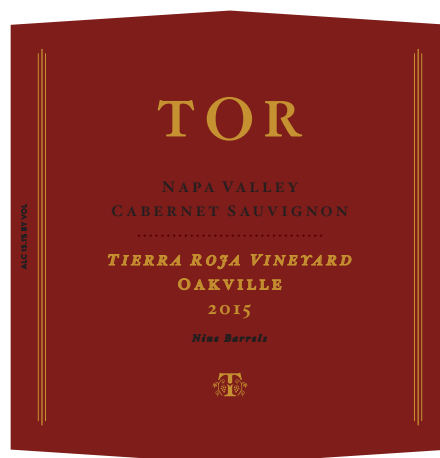 TOR
NAPA VALLEY
CABERNET SAUVIGNON
TIERRA ROJA VINEYARD
OAKVILLE
2015
Nine Barrels
T
ALC 15.1% BY VOL